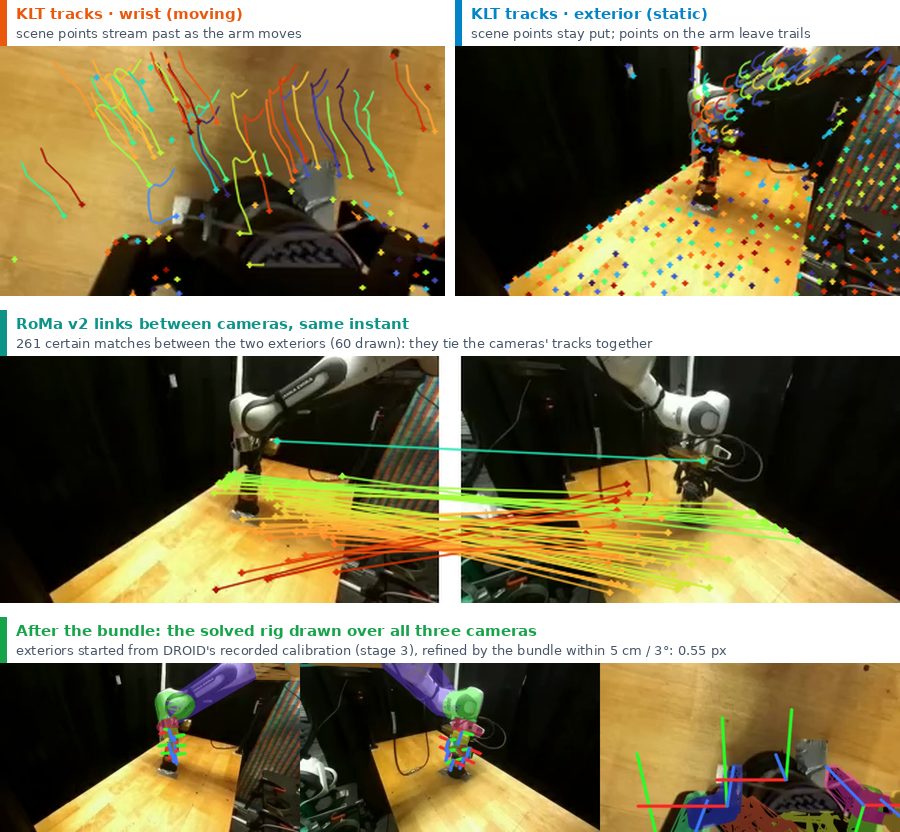 KLT tracks · wrist (moving)
scene points stream past as the arm moves
KLT tracks · exterior (static)
scene points stay put; points on the arm leave trails
RoMa v2 links between cameras, same instant
261 certain matches between the two exteriors (60 drawn): they tie the cameras' tracks together
After the bundle: the solved rig drawn over all three cameras
exteriors started from DROID's recorded calibration (stage 3), refined by the bundle within 5 cm / 3°: 0.55 px